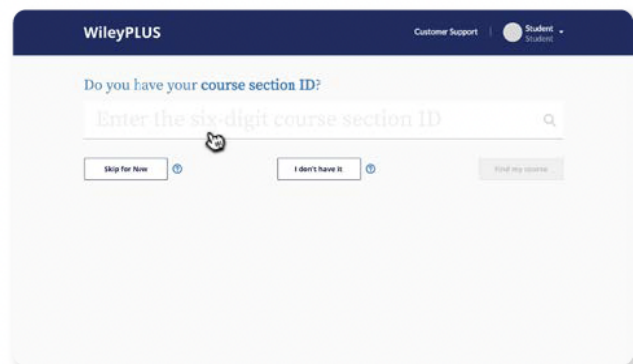 WileyPLUS
Customer Support
Student
Student
Do you have your course section ID?
Enter the six-digit course section ID
Skip for Now
I don't have it
Find my course